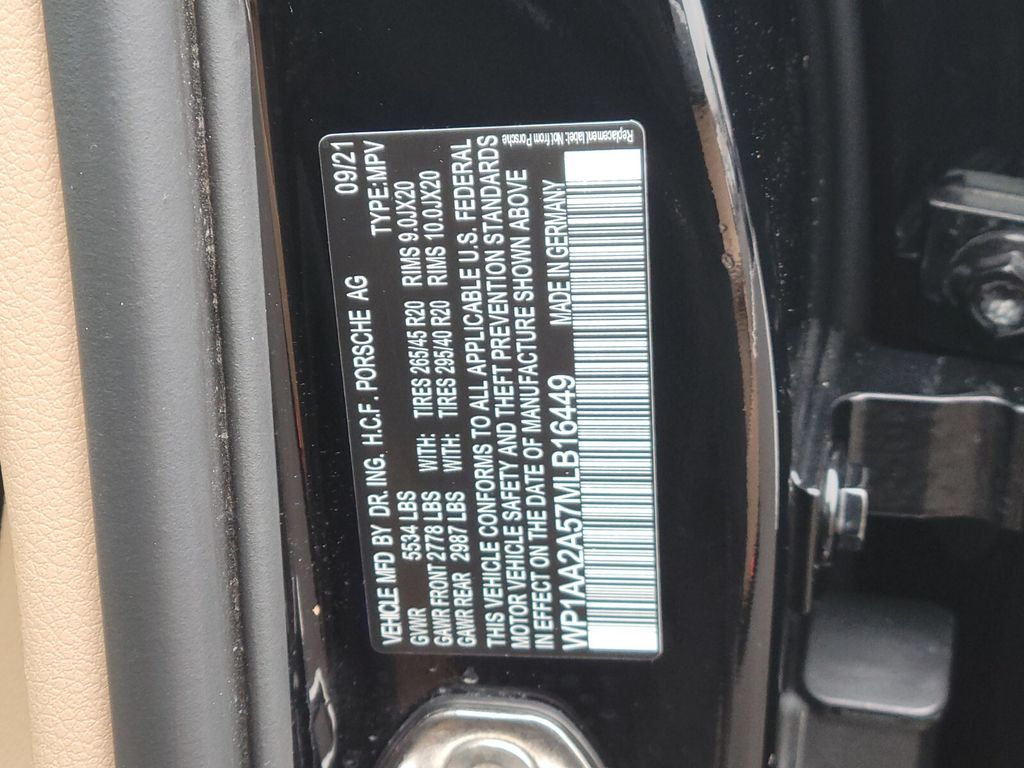 VEHICLE MFD BY DR. ING. H.C.F. PORSCHE AG 09/21
GVWR 5534 LBS TYPE:MPV
GAWR FRONT 2778 LBS WITH: TIRES 265/45 R20 RIMS 9.0JX20
GAWR REAR 2987 LBS WITH: TIRES 295/40 R20 RIMS 10.0JX20
THIS VEHICLE CONFORMS TO ALL APPLICABLE U.S. FEDERAL
MOTOR VEHICLE SAFETY AND THEFT PREVENTION STANDARDS
IN EFFECT ON THE DATE OF MANUFACTURE SHOWN ABOVE
WP1AA2A57MLB16449 MADE IN GERMANY
Replacement label: Not from Porsche